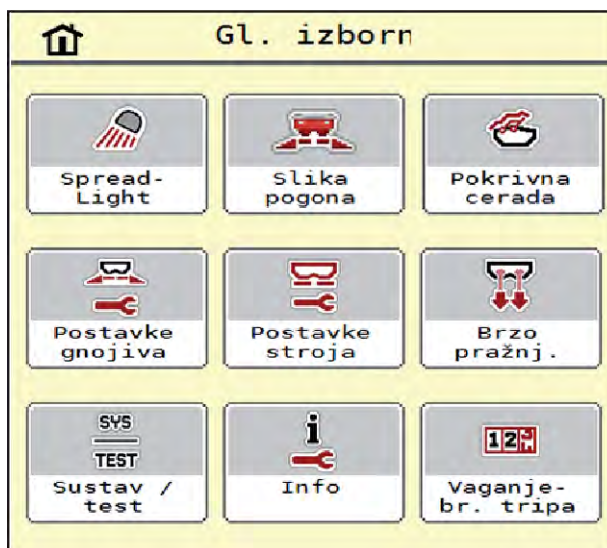 Gl. izborn
Spread-
Light
Slika
pogona
Pokrivna
cerada
Postavke
gnojiva
Postavke
stroja
Brzo
pražnj.
SYS
TEST
Sustav /
test
i
Info
12
Vaganje-
br. tripa